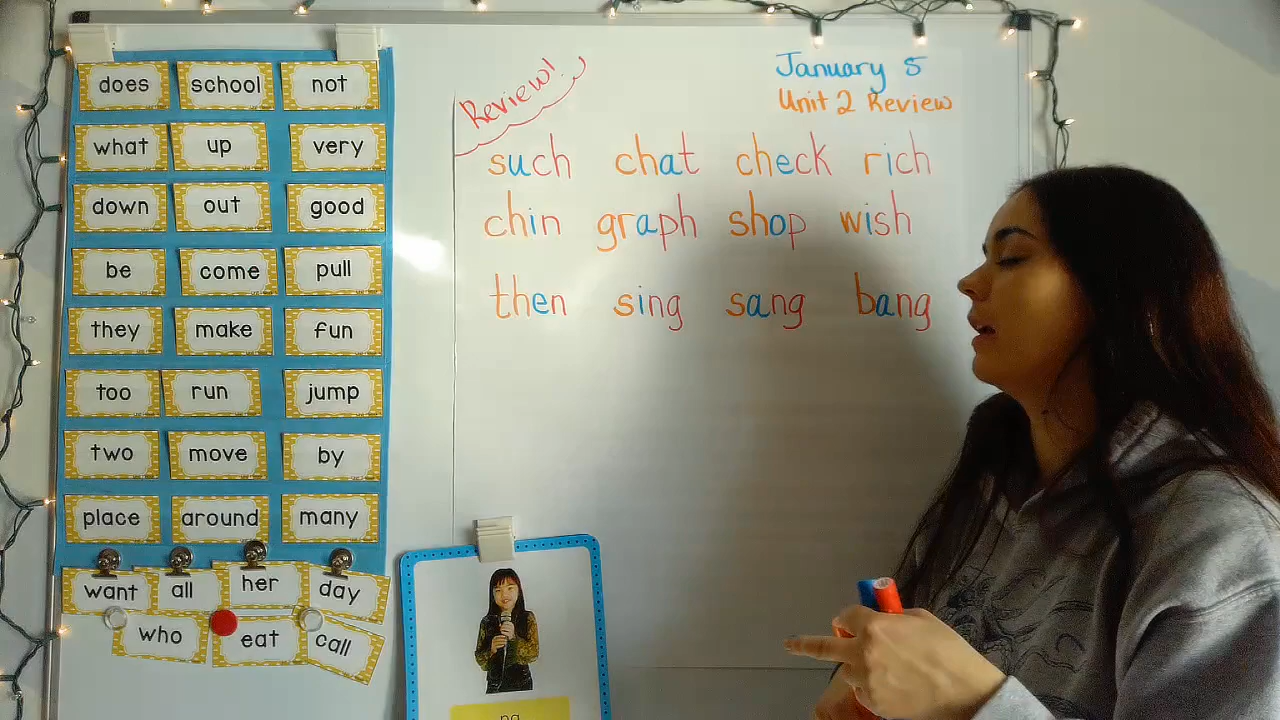 does school not
what up very
down out good
be come pull
they make fun
too run jump
two move by
place around many
want all her day
who eat call
Review!
January 5
Unit 2 Review
such chat check rich
chin graph shop wish
then sing sang bang
ng